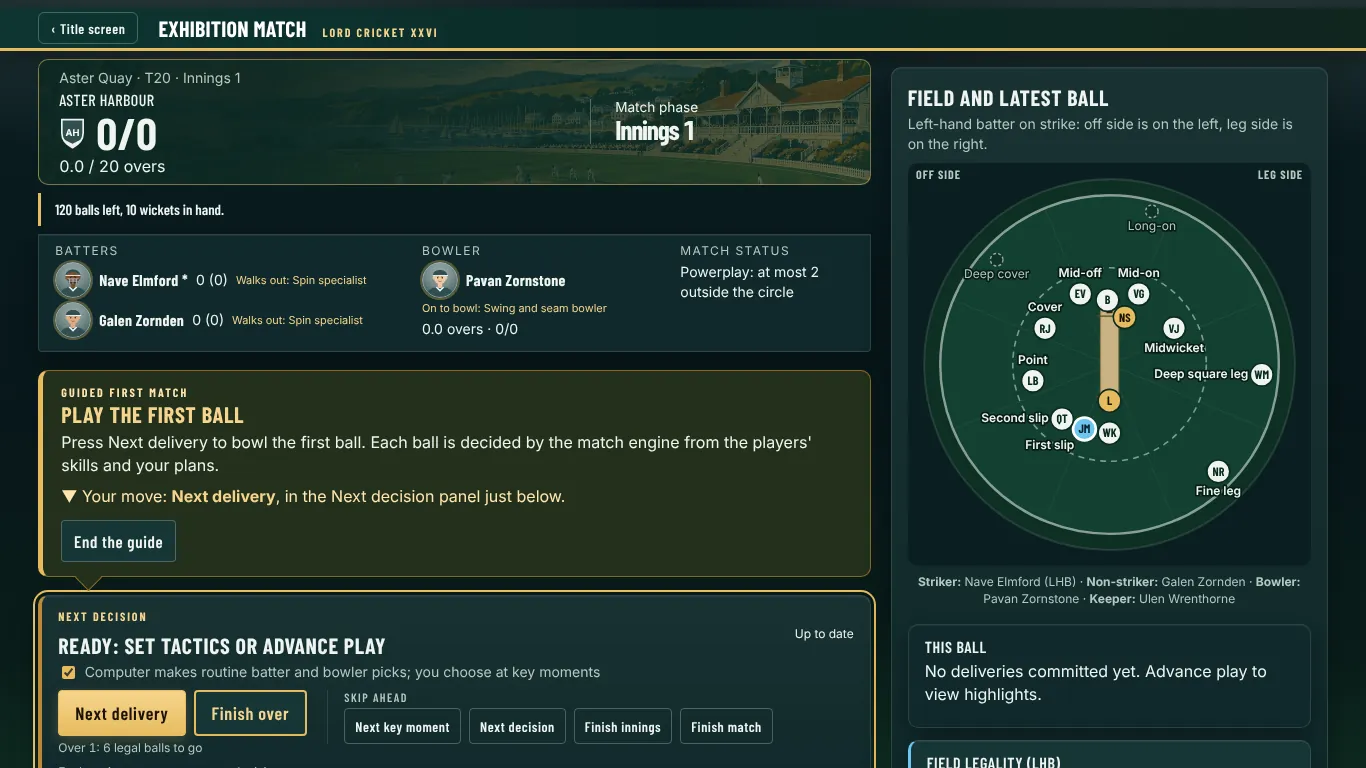 ‹ Title screen
EXHIBITION MATCH
LORD CRICKET XXVI
Aster Quay · T20 · Innings 1
ASTER HARBOUR
AH 0/0
0.0 / 20 overs
Match phase
Innings 1
120 balls left, 10 wickets in hand.
BATTERS
Nave Elmford * 0 (0) Walks out: Spin specialist
Galen Zornden 0 (0) Walks out: Spin specialist
BOWLER
Pavan Zornstone
On to bowl: Swing and seam bowler
0.0 overs · 0/0
MATCH STATUS
Powerplay: at most 2
outside the circle
GUIDED FIRST MATCH
PLAY THE FIRST BALL
Press Next delivery to bowl the first ball. Each ball is decided by the match engine from the players'
skills and your plans.
▼ Your move: Next delivery, in the Next decision panel just below.
End the guide
NEXT DECISION
READY: SET TACTICS OR ADVANCE PLAY
Up to date
Computer makes routine batter and bowler picks; you choose at key moments
Next delivery
Finish over
SKIP AHEAD
Next key moment
Next decision
Finish innings
Finish match
Over 1: 6 legal balls to go
FIELD AND LATEST BALL
Left-hand batter on strike: off side is on the left, leg side is
on the right.
OFF SIDE
LEG SIDE
Long-on
Deep cover
Mid-off
Mid-on
EV
B
VG
Cover
NS
RJ
VJ
Midwicket
Point
Deep square leg WM
LB
L
Second slip QT
JM
WK
First slip
NR
Fine leg
Striker: Nave Elmford (LHB) · Non-striker: Galen Zornden · Bowler:
Pavan Zornstone · Keeper: Ulen Wrenthorne
THIS BALL
No deliveries committed yet. Advance play to
view highlights.
FIELD LEGALITY (LHB)